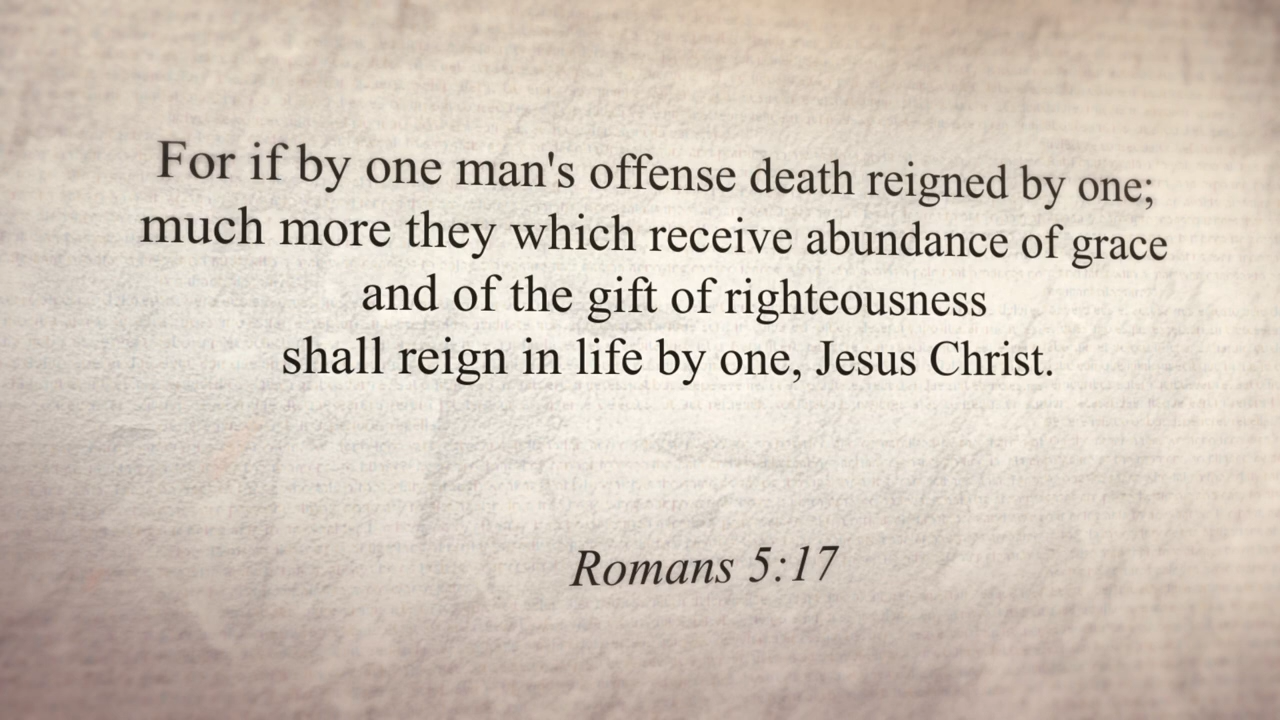 For if by one man's offense death reigned by one;
much more they which receive abundance of grace
and of the gift of righteousness
shall reign in life by one, Jesus Christ.
Romans 5:17